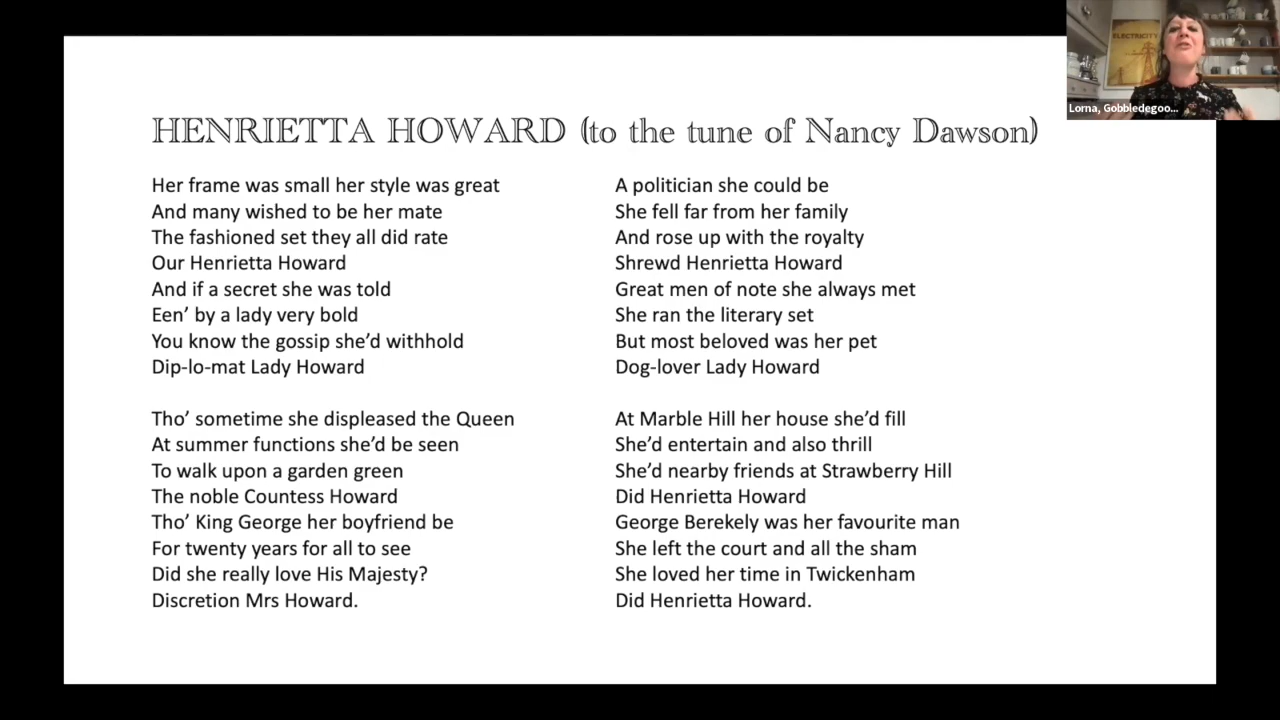 HENRIETTA HOWARD (to the tune of Nancy Dawson)
Her frame was small her style was great
And many wished to be her mate
The fashioned set they all did rate
Our Henrietta Howard
And if a secret she was told
Een’ by a lady very bold
You know the gossip she’d withhold
Dip-lo-mat Lady Howard
Tho’ sometime she displeased the Queen
At summer functions she’d be seen
To walk upon a garden green
The noble Countess Howard
Tho’ King George her boyfriend be
For twenty years for all to see
Did she really love His Majesty?
Discretion Mrs Howard.
A politician she could be
She fell far from her family
And rose up with the royalty
Shrewd Henrietta Howard
Great men of note she always met
She ran the literary set
But most beloved was her pet
Dog-lover Lady Howard
At Marble Hill her house she’d fill
She’d entertain and also thrill
She’d nearby friends at Strawberry Hill
Did Henrietta Howard
George Berekely was her favourite man
She left the court and all the sham
She loved her time in Twickenham
Did Henrietta Howard.
ELECTRICITY
Lorna, Gobbledegoo...